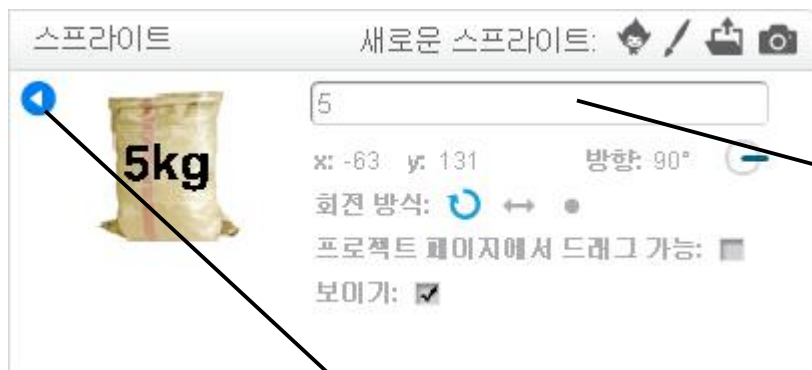 스프라이트 새로운 스프라이트:
5
5kg
x: -63 y: 131 방향: 90°
회전 방식:
프로젝트 페이지에서 드래그 가능:
보이기: